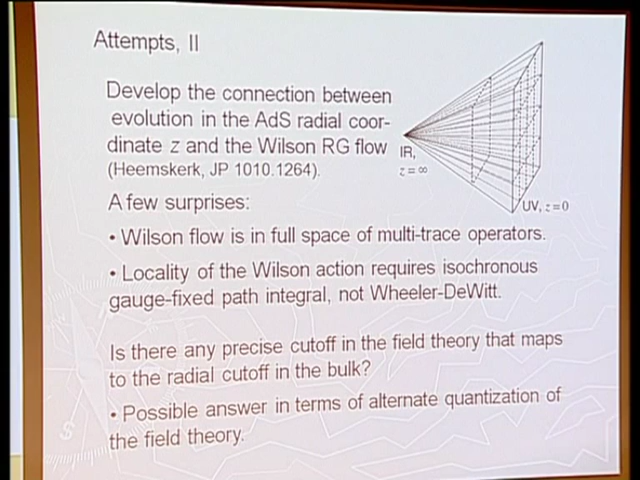 Attempts, II
Develop the connection between
evolution in the AdS radial coor-
dinate z and the Wilson RG flow
(Heemskerk, JP 1010.1264).
IR,
z = ∞
UV, z=0
A few surprises:
• Wilson flow is in full space of multi-trace operators.
• Locality of the Wilson action requires isochronous
gauge-fixed path integral, not Wheeler-DeWitt.
Is there any precise cutoff in the field theory that maps
to the radial cutoff in the bulk?
• Possible answer in terms of alternate quantization of
the field theory.
S